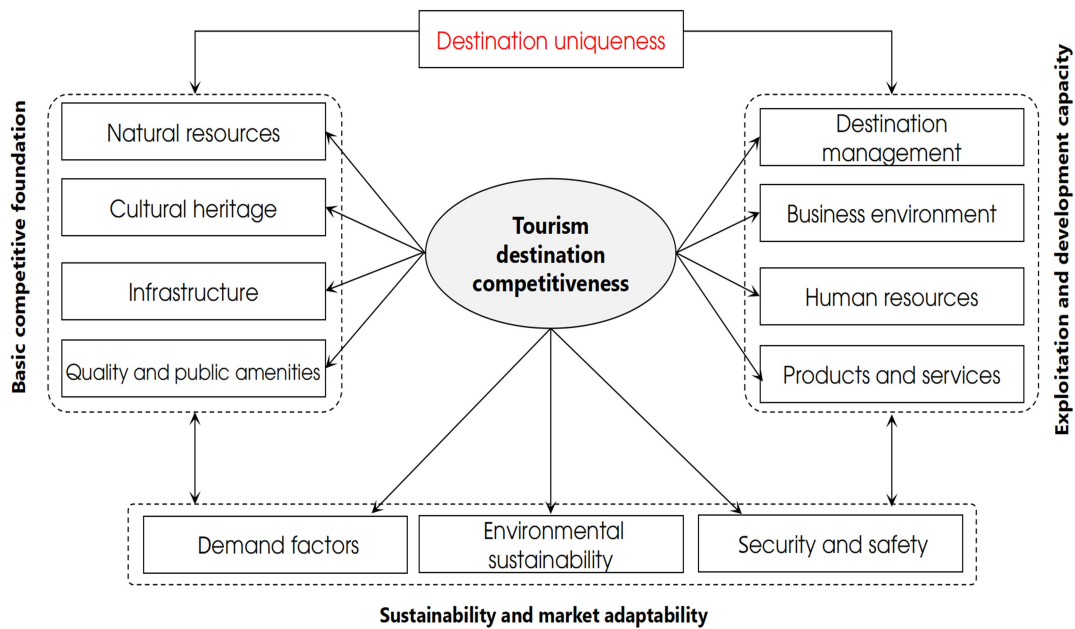 Destination uniqueness
Basic competitive foundation
Natural resources
Cultural heritage
Infrastructure
Quality and public amenities
Tourism
destination
competitiveness
Destination
management
Business environment
Human resources
Products and services
Exploitation and development capacity
Demand factors
Environmental
sustainability
Security and safety
Sustainability and market adaptability